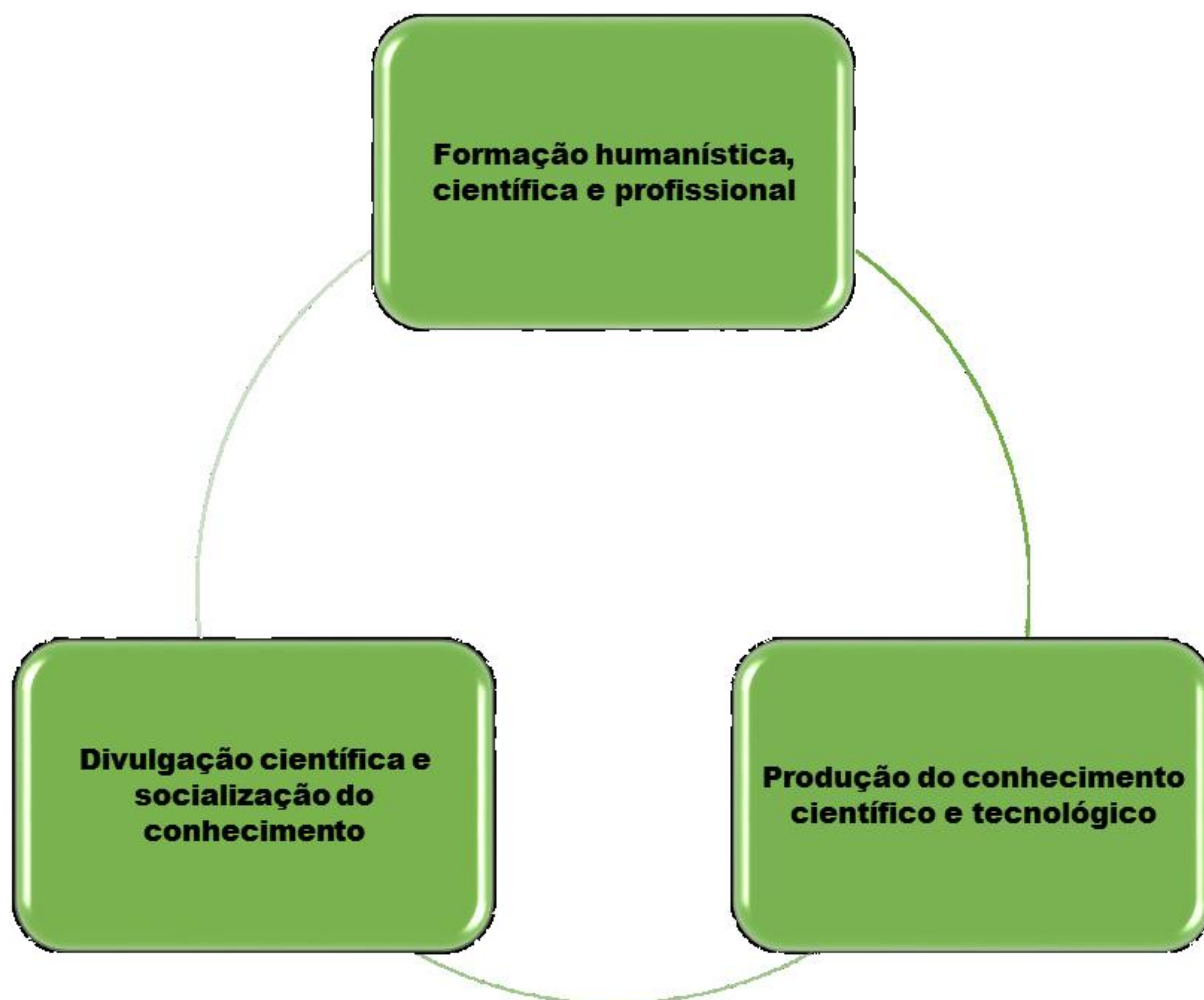 Formação humanística,
científica e profissional
Divulgação científica e
socialização do
conhecimento
Produção do conhecimento
científico e tecnológico